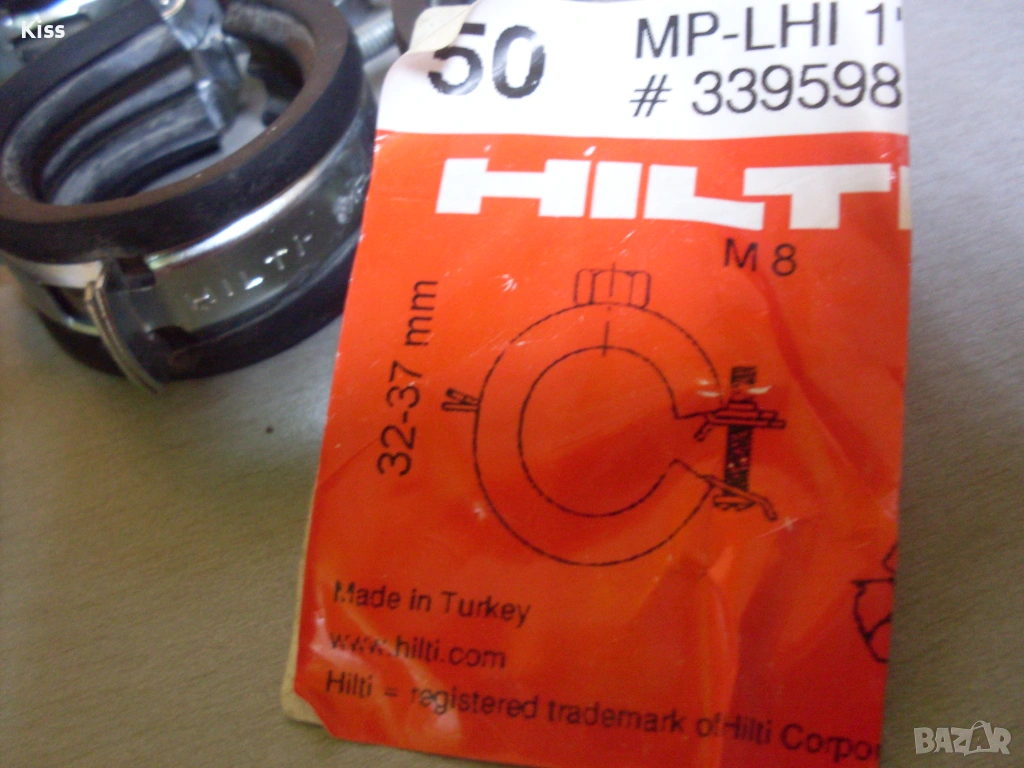 Kiss
50
MP-LHI 1
# 339598
HILTI
HILTI
M 8
32-37 mm
Made in Turkey
www.hilti.com
Hilti = registered trademark of Hilti Corpo
BAZAR